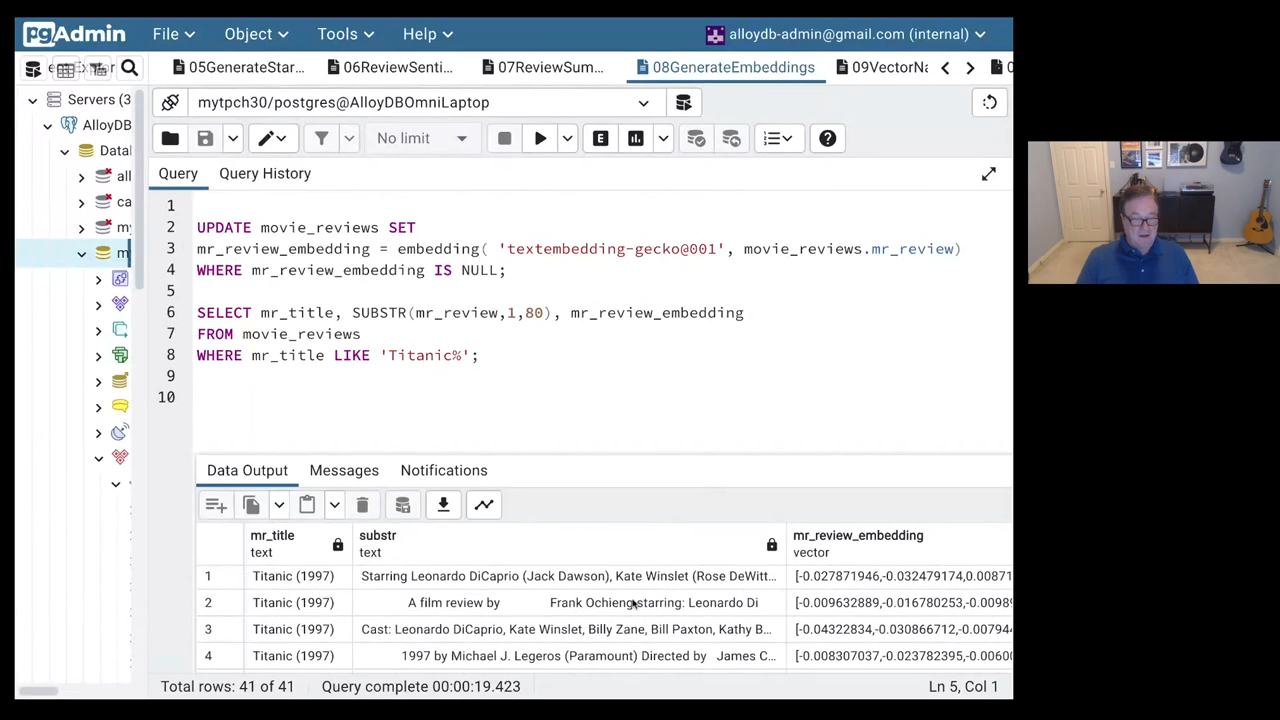 pgAdmin File Object Tools Help alloydb-admin@gmail.com (internal)
05GenerateStar... 06ReviewSenti... 07ReviewSum... 08GenerateEmbeddings 09VectorNa
Servers (3
mytpch30/postgres@AlloyDBOmniLaptop
AlloyDB
No limit E
Datal
Query Query History
al
ca
my
m
1
2 UPDATE movie_reviews SET
3 mr_review_embedding = embedding( 'textembedding-gecko@001', movie_reviews.mr_review)
4 WHERE mr_review_embedding IS NULL;
5
6 SELECT mr_title, SUBSTR(mr_review,1,80), mr_review_embedding
7 FROM movie_reviews
8 WHERE mr_title LIKE 'Titanic%';
9
10
Data Output Messages Notifications
mr_title substr mr_review_embedding
text text vector
1 Titanic (1997) Starring Leonardo DiCaprio (Jack Dawson), Kate Winslet (Rose DeWitt... [-0.027871946,-0.032479174,0.00871
2 Titanic (1997) A film review by Frank Ochieng starring: Leonardo Di [-0.009632889,-0.016780253,-0.0098
3 Titanic (1997) Cast: Leonardo DiCaprio, Kate Winslet, Billy Zane, Bill Paxton, Kathy B... [-0.04322834,-0.030866712,-0.007944
4 Titanic (1997) 1997 by Michael J. Legeros (Paramount) Directed by James C... [-0.008307037,-0.023782395,-0.0060
Total rows: 41 of 41 Query complete 00:00:19.423 Ln 5, Col 1